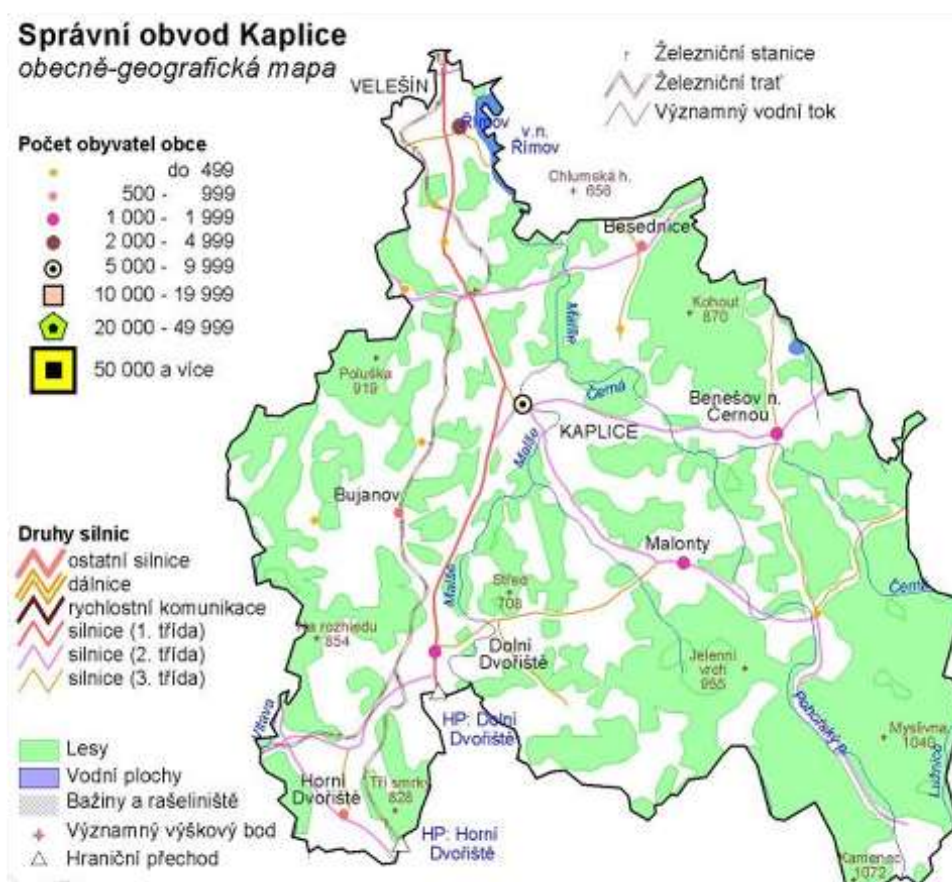 Správní obvod Kaplice
obecně-geografická mapa
Železniční stanice
Železniční trať
Významný vodní tok
Počet obyvatel obce
do 499
500 - 999
1 000 - 1 999
2 000 - 4 999
5 000 - 9 999
10 000 - 19 999
20 000 - 49 999
50 000 a více
Druhy silnic
ostatní silnice
dálnice
rychlostní komunikace
silnice (1. třída)
silnice (2. třída)
silnice (3. třída)
Lesy
Vodní plochy
Bažiny a rašeliniště
Významný výškový bod
Hraniční přechod
VELEŠÍN
Římov
v.n.
Římov
Chlumská h.
656
Besednice
Malše
Kohout
870
Poluška
919
Černá
Benešov n.
Černou
KAPLICE
Malše
Bujanov
Malonty
Malše
Střed
708
Černá
Na rozhledu
854
Dolní
Dvořiště
Jelenní
vrch
955
Vltava
HP: Dolní
Dvořiště
Pohořský p.
Myslivna
1040
Lužnice
Horní
Dvořiště
Tři smrky
828
HP: Horní
Dvořiště
Kamenec
1072